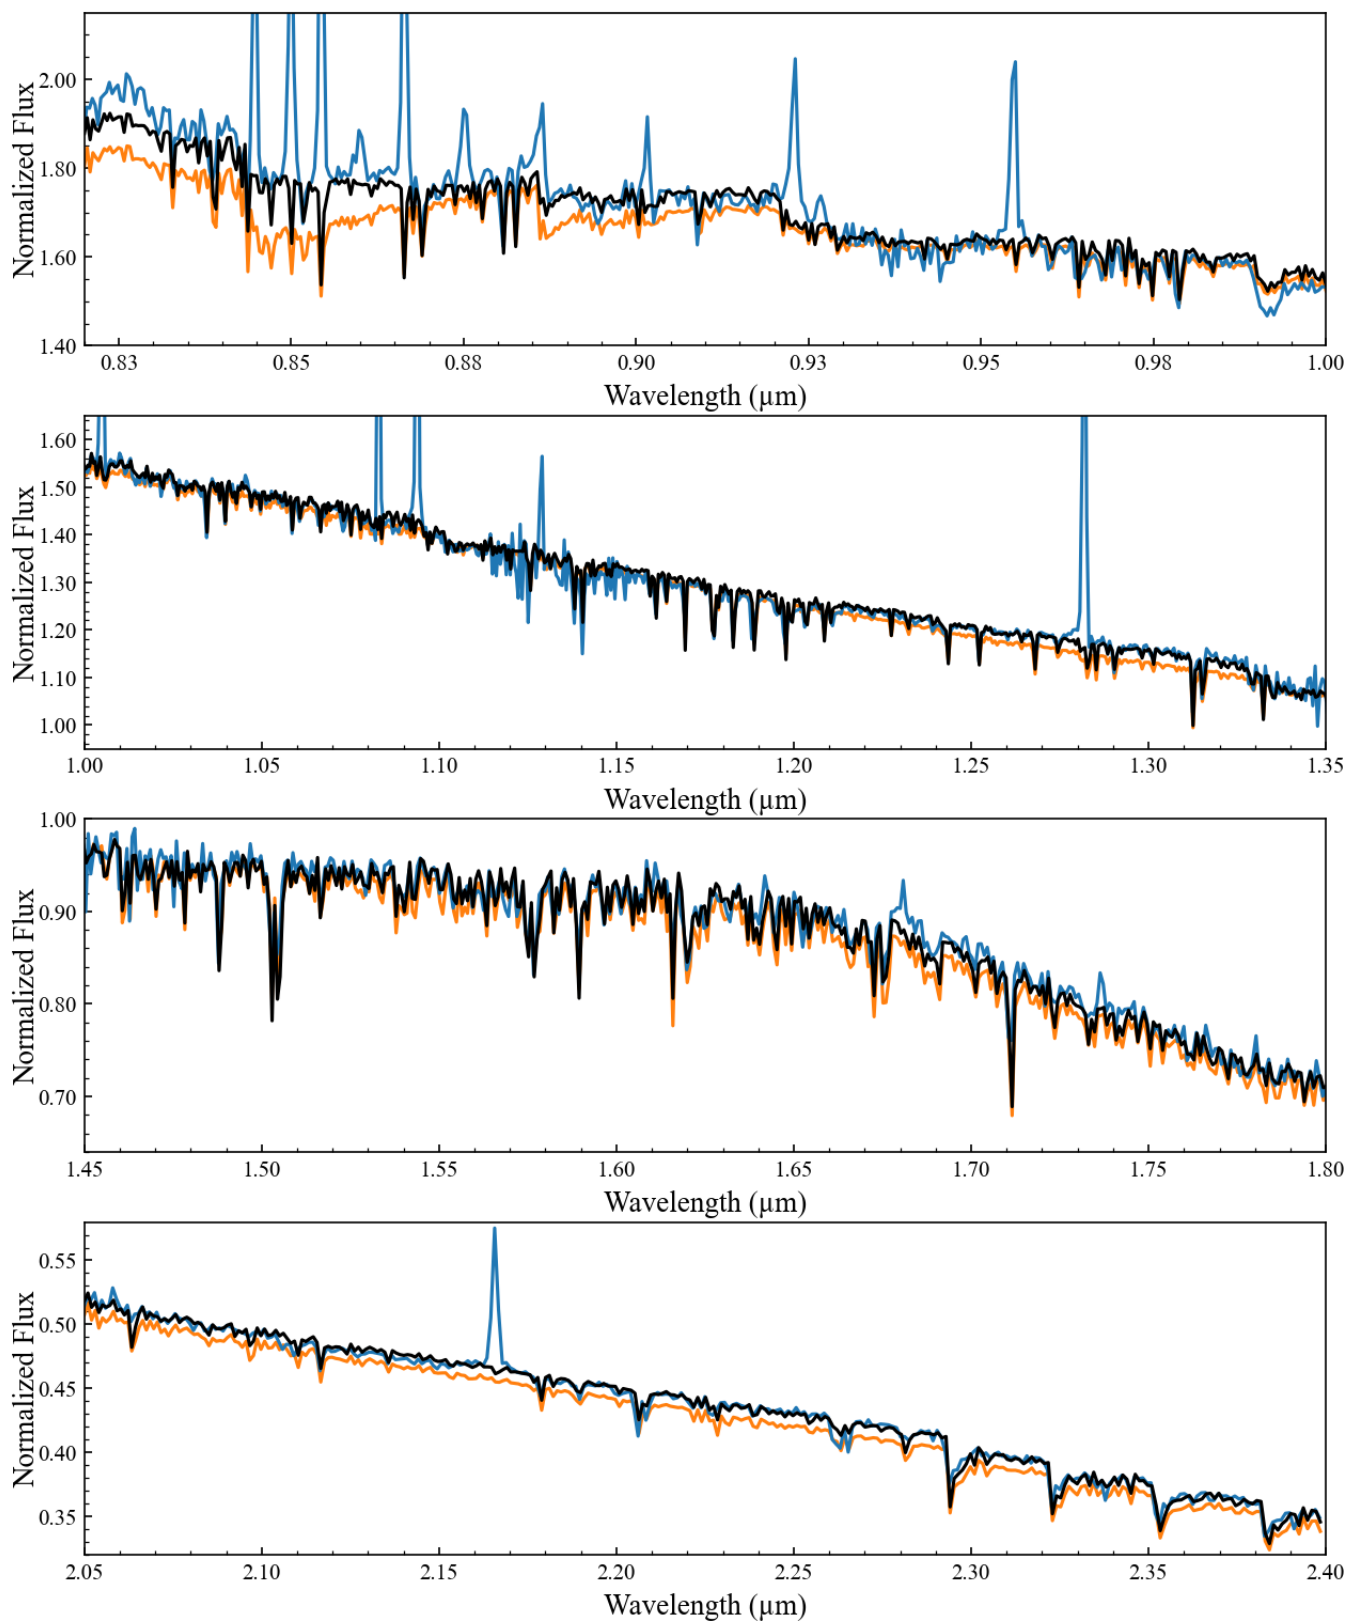 Normalized Flux
2.00
1.80
1.60
1.40
0.83 0.85 0.88 0.90 0.93 0.95 0.98 1.00
Wavelength (µm)
Normalized Flux
1.60
1.50
1.40
1.30
1.20
1.10
1.00
1.00 1.05 1.10 1.15 1.20 1.25 1.30 1.35
Wavelength (µm)
Normalized Flux
1.00
0.90
0.80
0.70
1.45 1.50 1.55 1.60 1.65 1.70 1.75 1.80
Wavelength (µm)
Normalized Flux
0.55
0.50
0.45
0.40
0.35
2.05 2.10 2.15 2.20 2.25 2.30 2.35 2.40
Wavelength (µm)